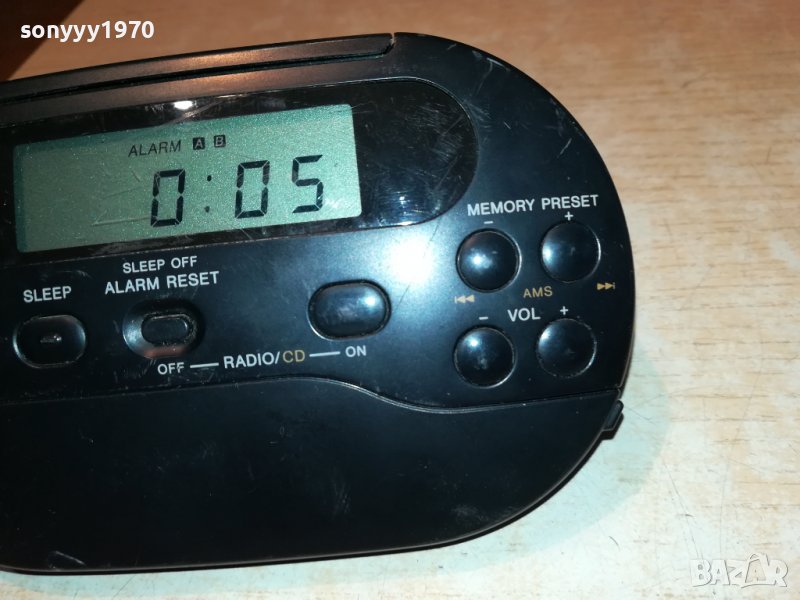 sonyyy1970
ALARM A B
0:05
MEMORY PRESET
- +
SLEEP OFF
SLEEP ALARM RESET
AMS
- VOL +
OFF — RADIO/CD — ON
BAZAR